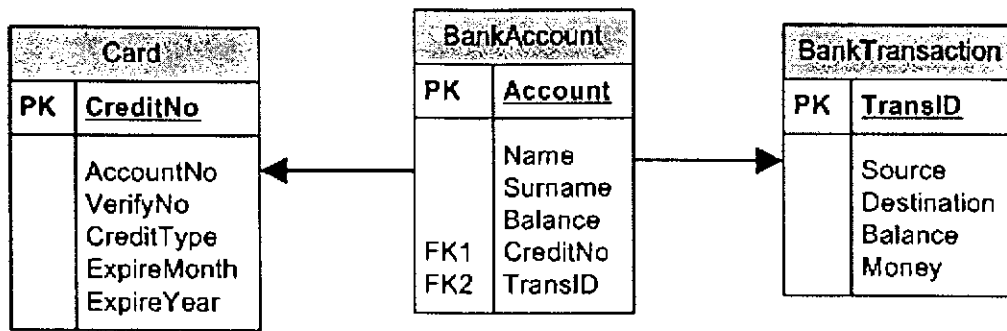 Card
PK CreditNo
AccountNo
VerifyNo
CreditType
ExpireMonth
ExpireYear
BankAccount
PK Account
Name
Surname
Balance
FK1 CreditNo
FK2 TransID
BankTransaction
PK TransID
Source
Destination
Balance
Money